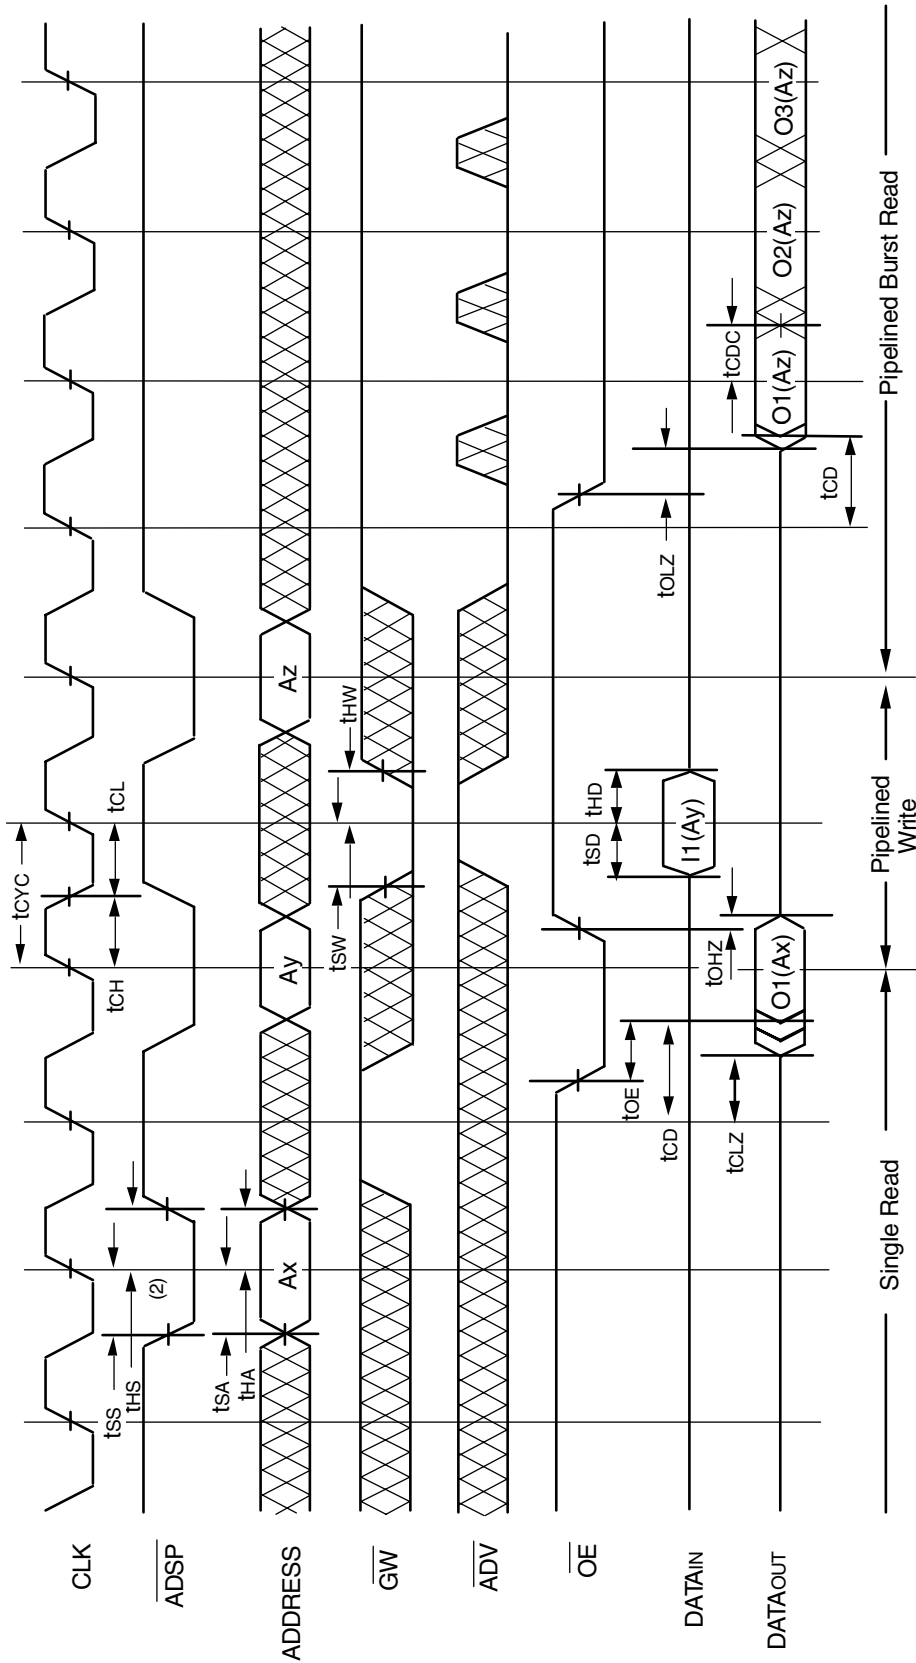 CLK
ADSP
ADDRESS
GW
ADV
OE
DATAIN
DATAOUT
tCYC
tCH
tCL
tSS
tHS
(2)
tSA
tHA
Ax
Ay
Az
tSW
tHW
tOE
tOHZ
tOLZ
tSD
tHD
I1(Ay)
tCD
tCLZ
tCDC
tCD
O1(Ax)
O1(Az)
O2(Az)
O3(Az)
Single Read
Pipelined
Write
Pipelined Burst Read